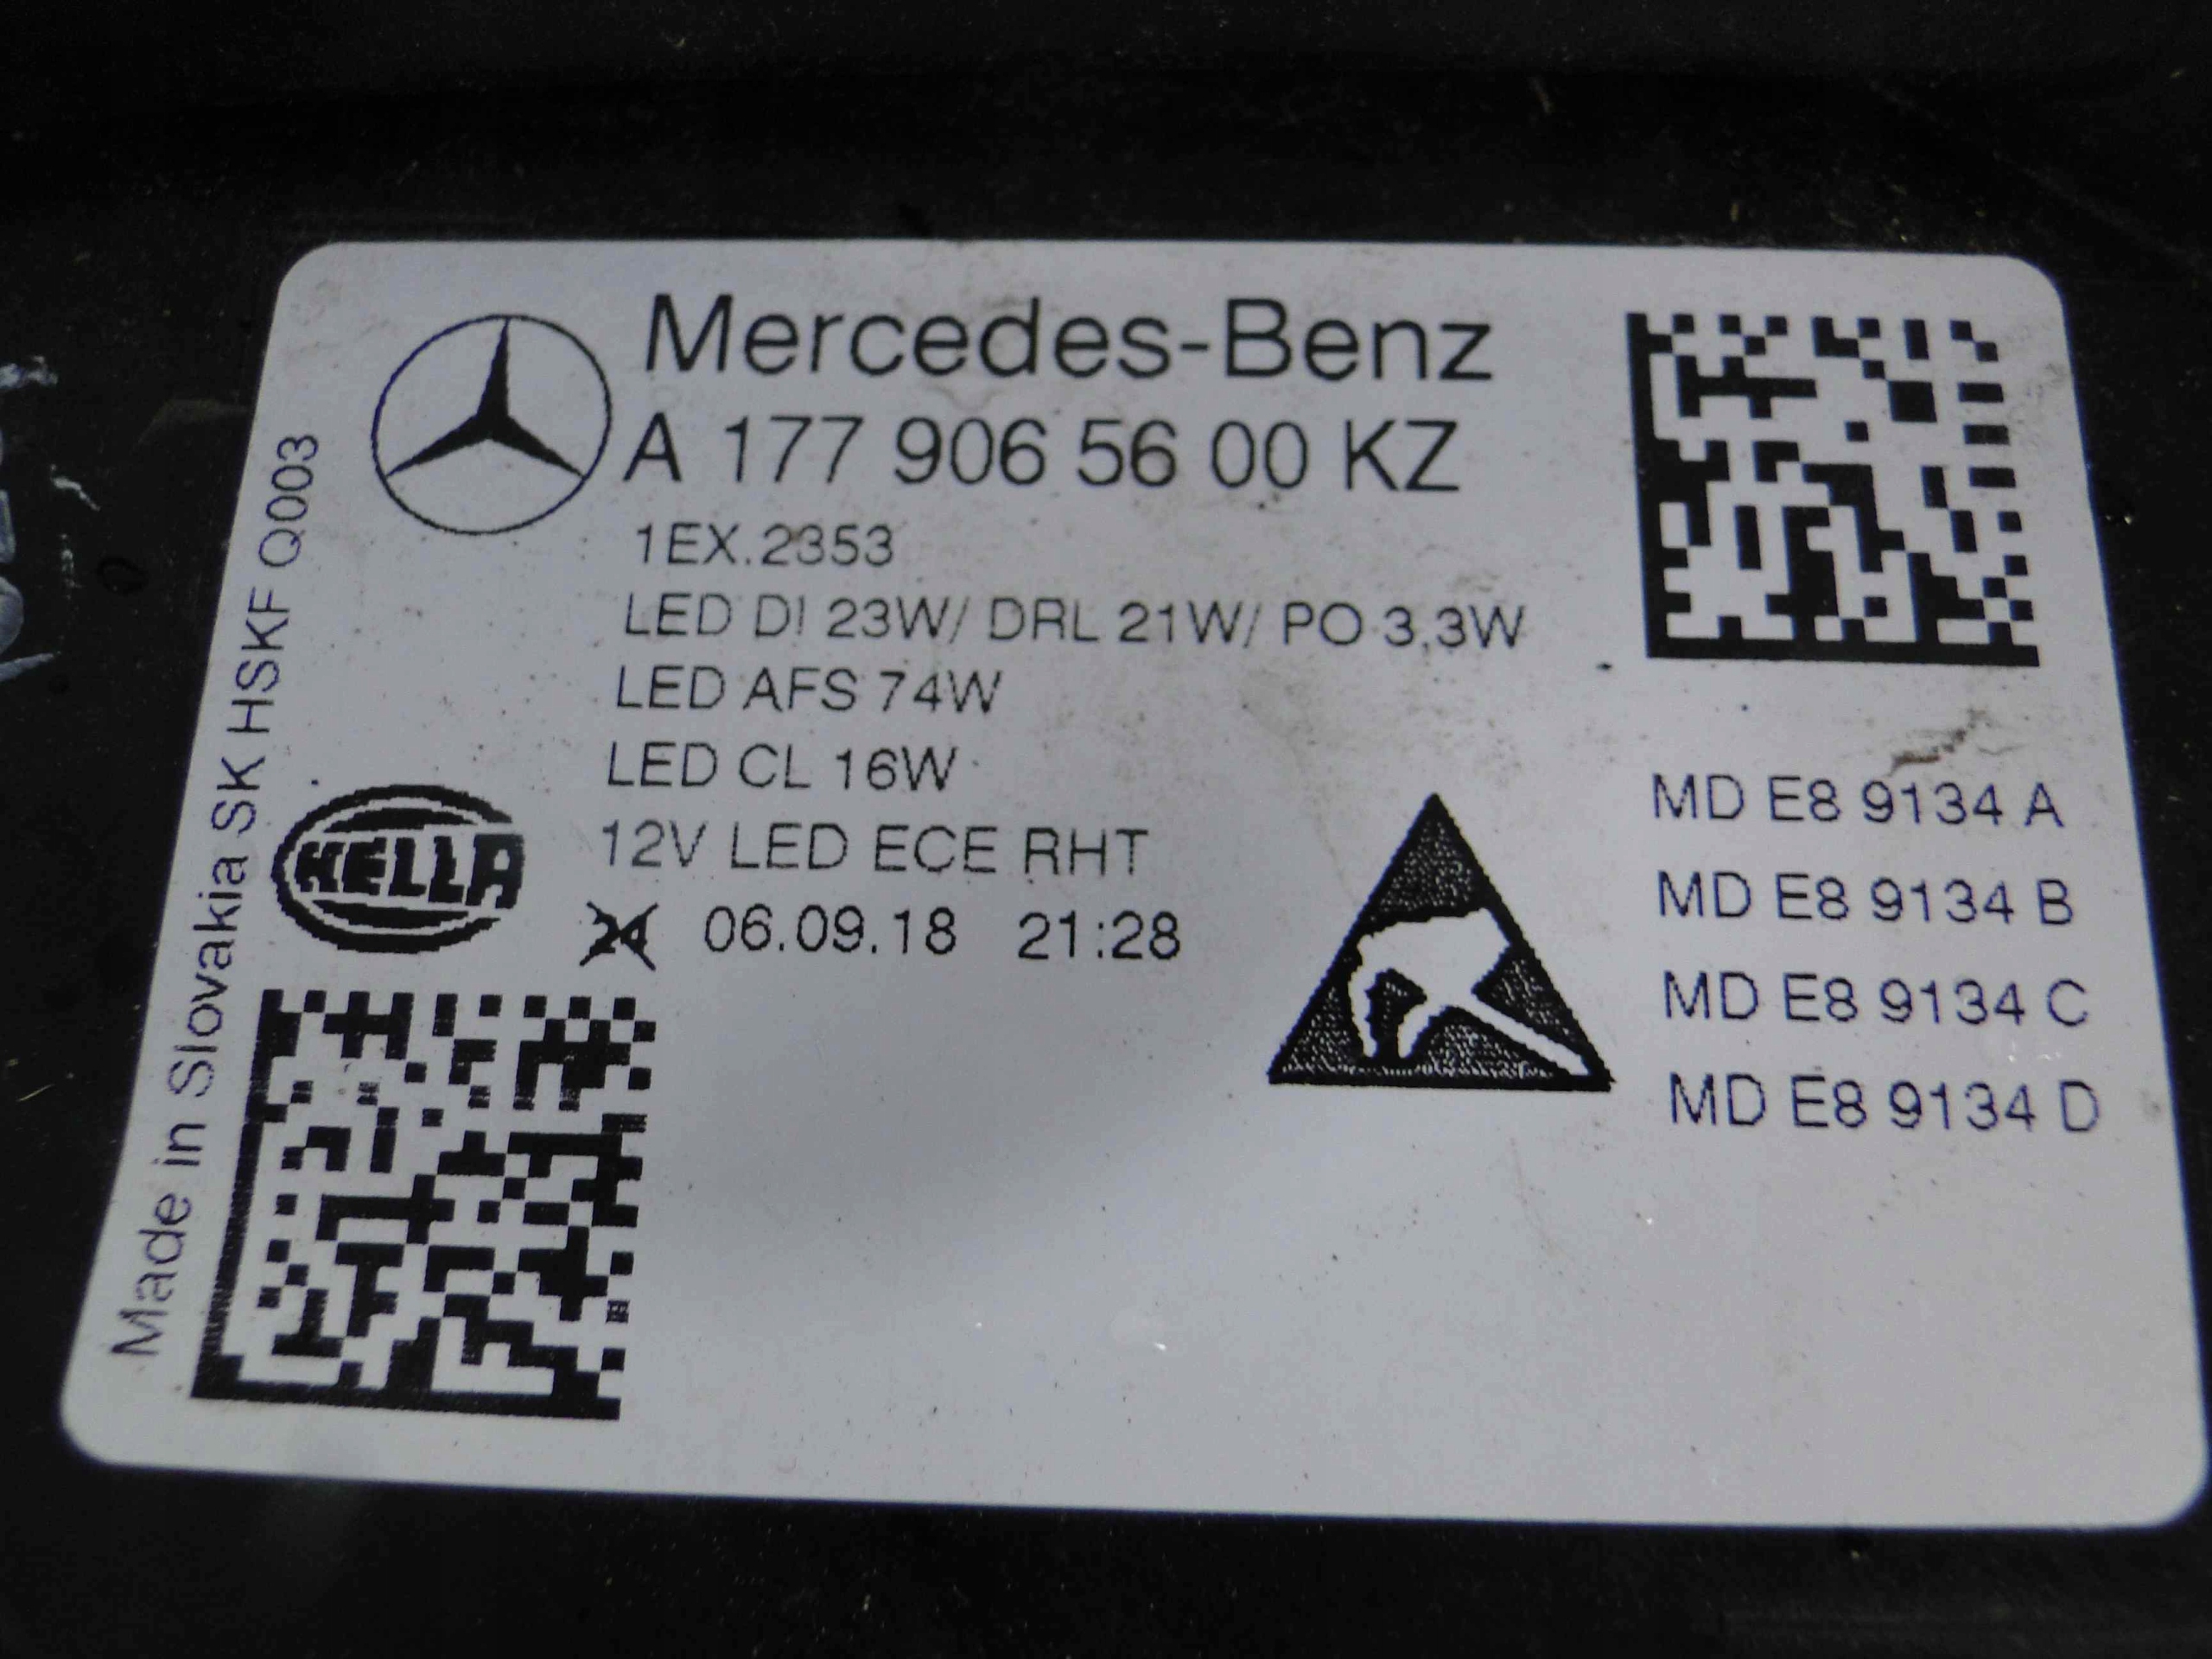 Mercedes-Benz
A 177 906 56 00 KZ
1EX.2353
LED DI 23W/ DRL 21W/ PO 3,3W
LED AFS 74W
LED CL 16W
12V LED ECE RHT
06.09.18 21:28
HELLA
Made in Slovakia SK HSKF Q003
MD E8 9134 A
MD E8 9134 B
MD E8 9134 C
MD E8 9134 D